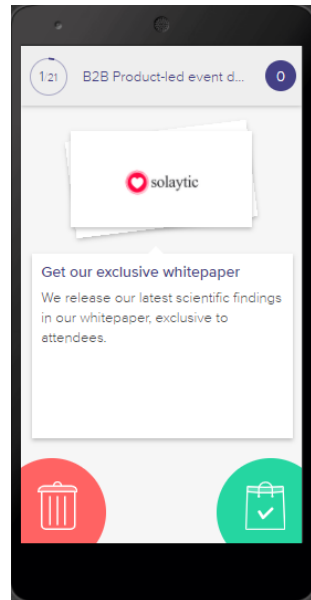 1/21 B2B Product-led event d... 0
solaytic
Get our exclusive whitepaper
We release our latest scientific findings
in our whitepaper, exclusive to
attendees.